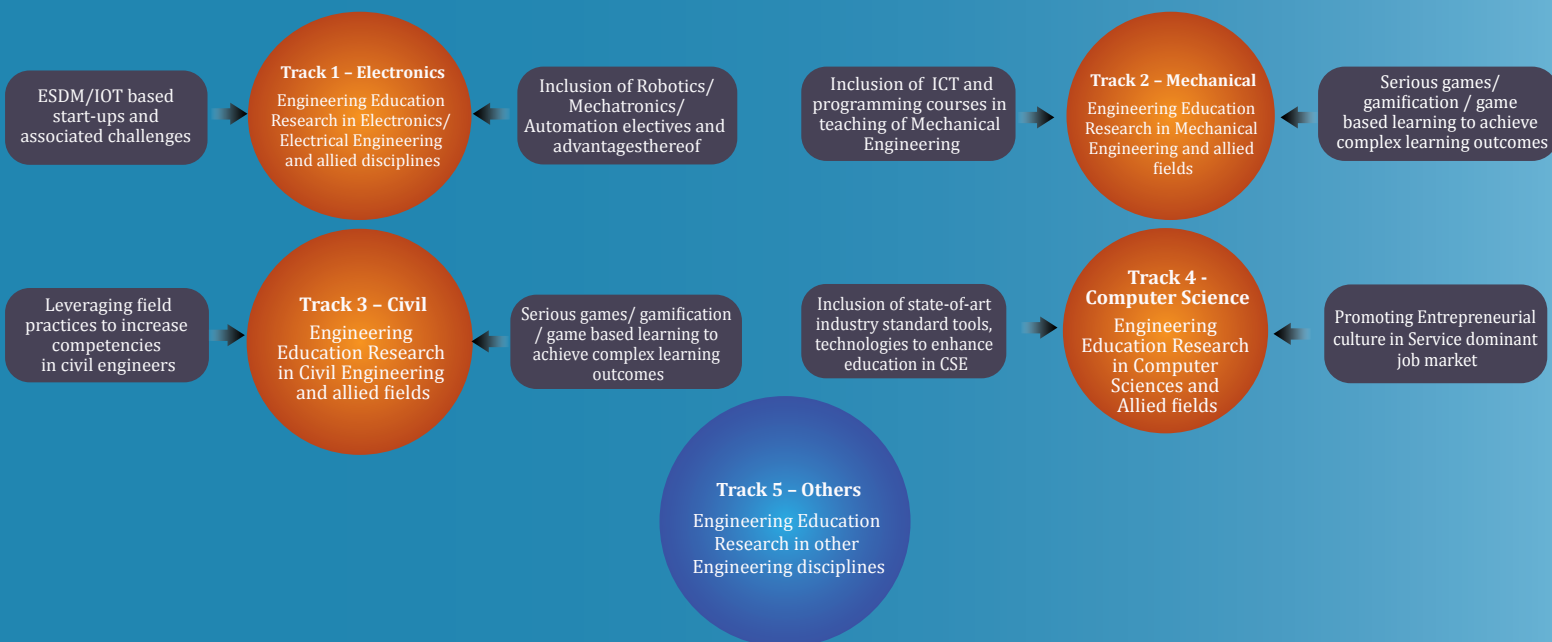 ESDM/IOT based
start-ups and
associated challenges
Track 1 – Electronics
Engineering Education
Research in Electronics/
Electrical Engineering
and allied disciplines
Inclusion of Robotics/
Mechatronics/
Automation electives and
advantagesthereof
Inclusion of ICT and
programming courses in
teaching of Mechanical
Engineering
Track 2 – Mechanical
Engineering Education
Research in Mechanical
Engineering and allied
fields
Serious games/
gamification / game
based learning to achieve
complex learning outcomes
Leveraging field
practices to increase
competencies
in civil engineers
Track 3 – Civil
Engineering
Education Research
in Civil Engineering
and allied fields
Serious games/ gamification
/ game based learning to
achieve complex learning
outcomes
Inclusion of state-of-art
industry standard tools,
technologies to enhance
education in CSE
Track 4 -
Computer Science
Engineering
Education Research
in Computer
Sciences and
Allied fields
Promoting Entrepreneurial
culture in Service dominant
job market
Track 5 – Others
Engineering Education
Research in other
Engineering disciplines